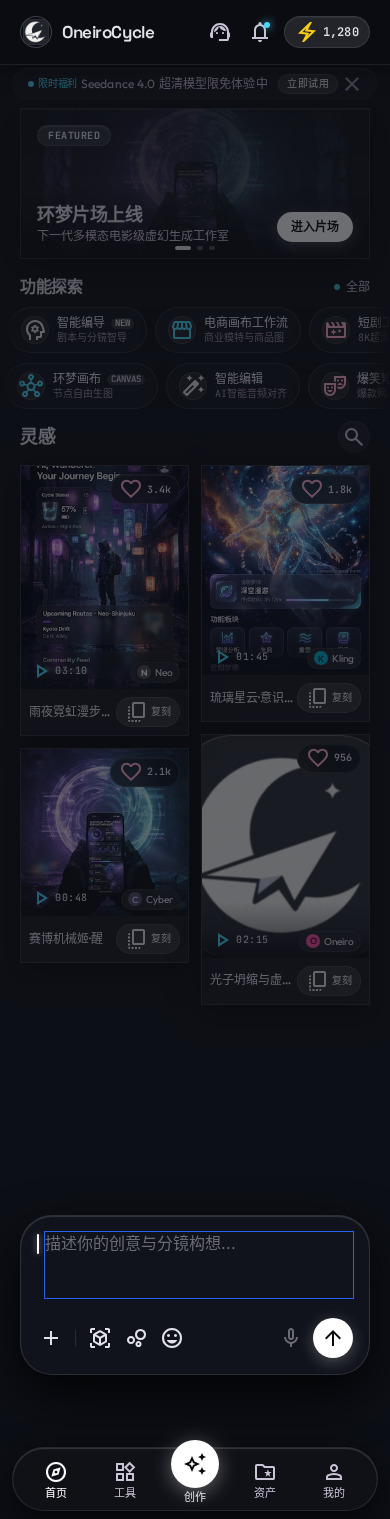 OneiroCycle
1,280
限时福利 Seedance 4.0 超清模型限免体验中 立即试用
FEATURED
环梦片场上线
下一代多模态电影级虚幻生成工作室
进入片场
功能探索
全部
智能编导 NEW
剧本与分镜智导
电商画布工作流
商业模特与商品图
短剧
8K超
环梦画布 CANVAS
节点自由生图
智能编辑
AI智能音频对齐
爆笑
爆款
灵感
Your Journey Begin
3.4k
57%
Upcoming Routes - Neo-Shinjuku
Kyoto Drift
Dark Alley
Community Feed
03:10
Neo
雨夜霓虹漫步...
复刻
1.8k
深空漫游
功能板块
01:45
Kling
琉璃星云·意识...
复刻
2.1k
00:48
Cyber
赛博机械姬·醒
复刻
956
02:15
Oneiro
光子坍缩与虚...
复刻
描述你的创意与分镜构想...
首页
工具
创作
资产
我的